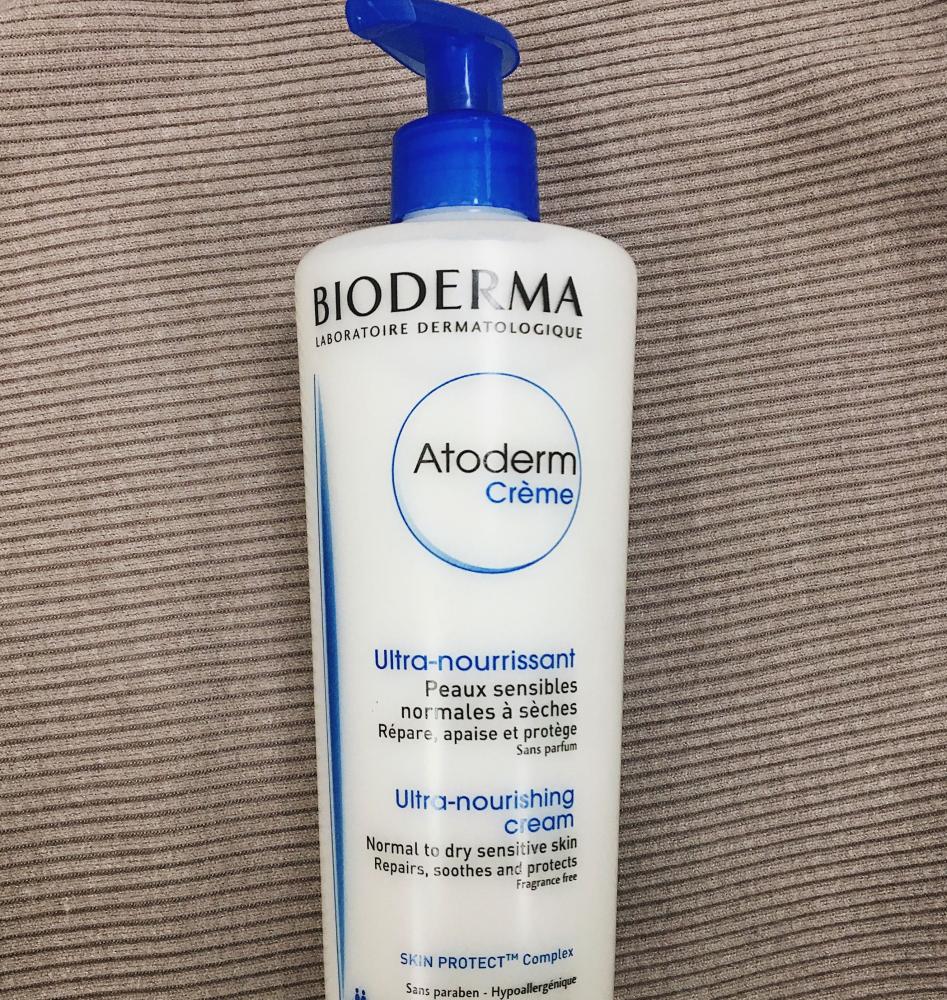 BIODERMA
LABORATOIRE DERMATOLOGIQUE
Atoderm
Crème
Ultra-nourrissant
Peaux sensibles
normales à sèches
Répare, apaise et protège
Sans parfum
Ultra-nourishing
cream
Normal to dry sensitive skin
Repairs, soothes and protects
Fragrance free
SKIN PROTECT™ Complex
Sans paraben - Hypoallergénique